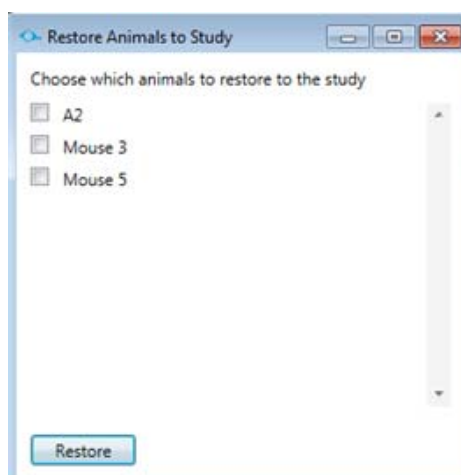 Restore Animals to Study
Choose which animals to restore to the study
A2
Mouse 3
Mouse 5
Restore